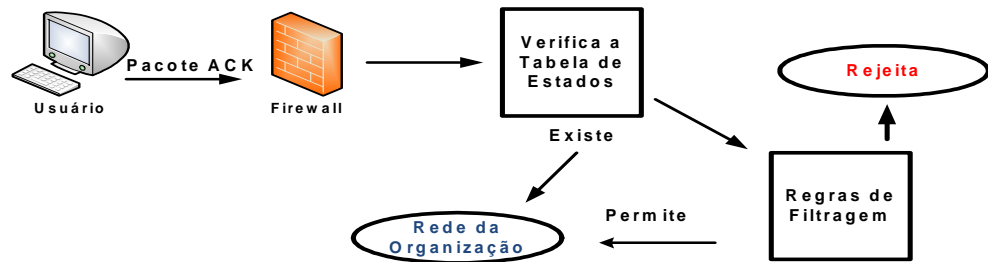 Usuário
Pacote ACK
Firewall
Verifica a
Tabela de
Estados
Existe
Rejeita
Regras de
Filtragem
Permite
Rede da
Organização